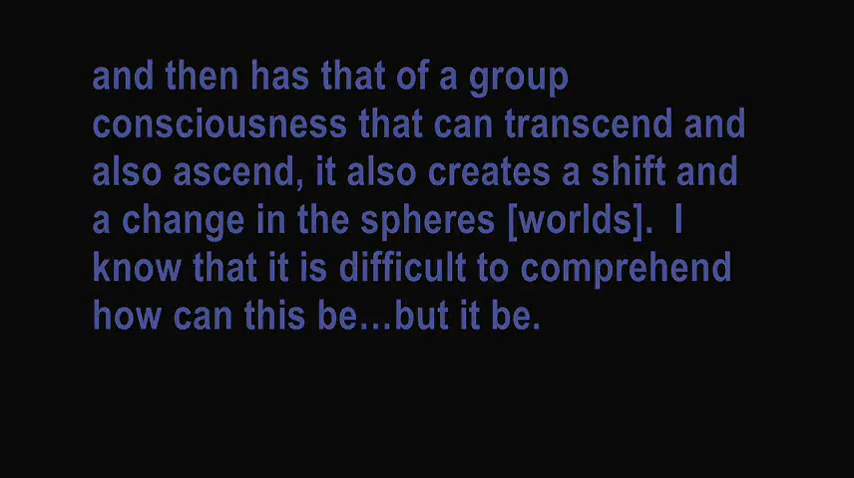 and then has that of a group
consciousness that can transcend and
also ascend, it also creates a shift and
a change in the spheres [worlds].  I
know that it is difficult to comprehend
how can this be…but it be.